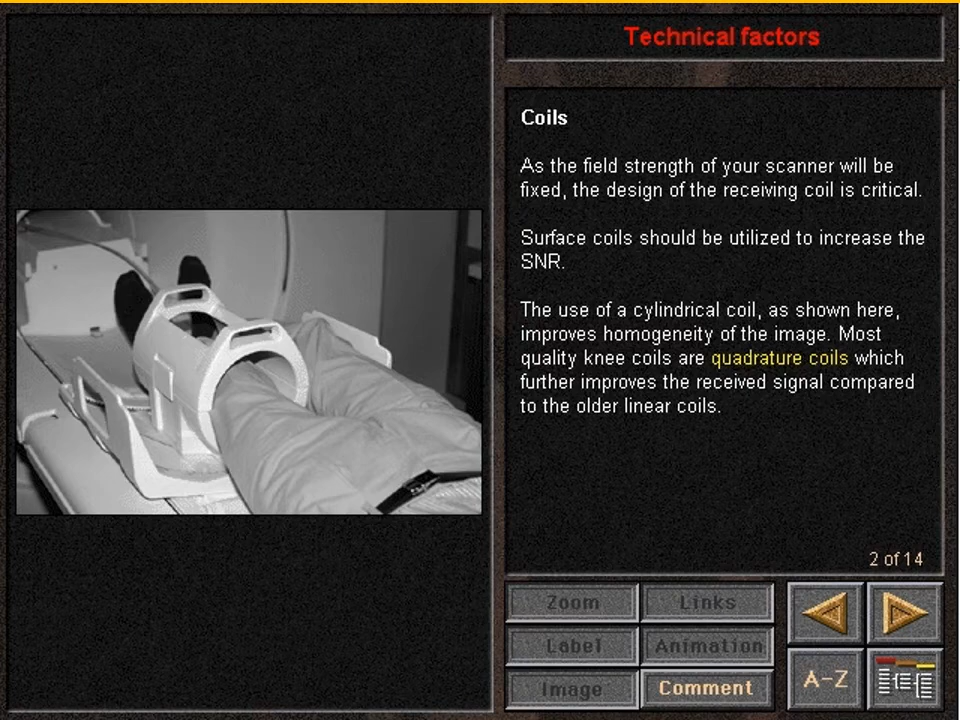 Technical factors
Coils
As the field strength of your scanner will be
fixed, the design of the receiving coil is critical.
Surface coils should be utilized to increase the
SNR.
The use of a cylindrical coil, as shown here,
improves homogeneity of the image. Most
quality knee coils are quadrature coils which
further improves the received signal compared
to the older linear coils.
2 of 14
Zoom
Links
Label
Animation
Image
Comment
A-Z